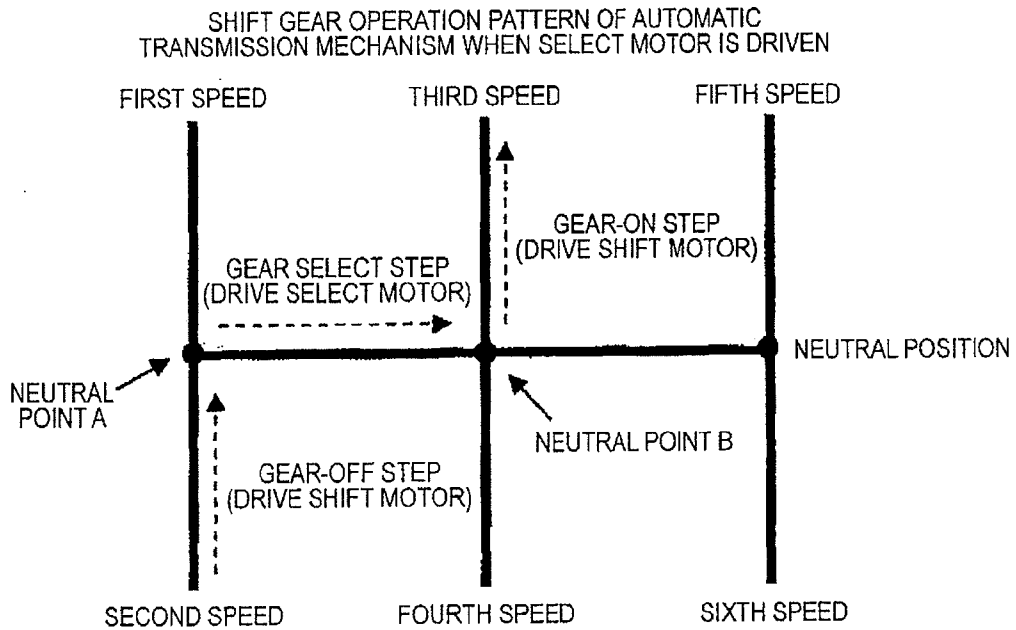 SHIFT GEAR OPERATION PATTERN OF AUTOMATIC
TRANSMISSION MECHANISM WHEN SELECT MOTOR IS DRIVEN
FIRST SPEED
THIRD SPEED
FIFTH SPEED
GEAR-ON STEP
(DRIVE SHIFT MOTOR)
GEAR SELECT STEP
(DRIVE SELECT MOTOR)
NEUTRAL POSITION
NEUTRAL
POINT A
NEUTRAL POINT B
GEAR-OFF STEP
(DRIVE SHIFT MOTOR)
SECOND SPEED
FOURTH SPEED
SIXTH SPEED